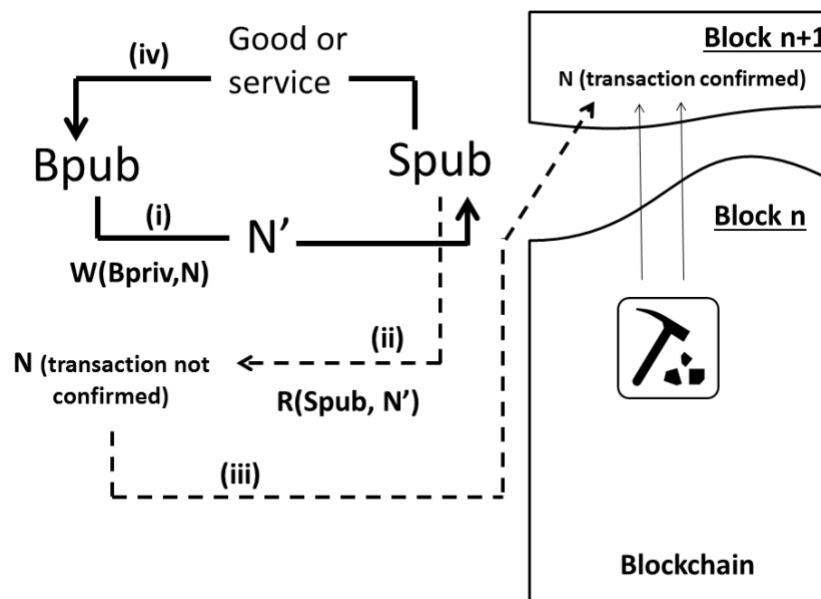 (iv)
Good or
service
Bpub
Spub
(i)
N’
W(Bpriv,N)
(ii)
N (transaction not
confirmed)
R(Spub, N’)
(iii)
Block n+1
N (transaction confirmed)
Block n
Blockchain